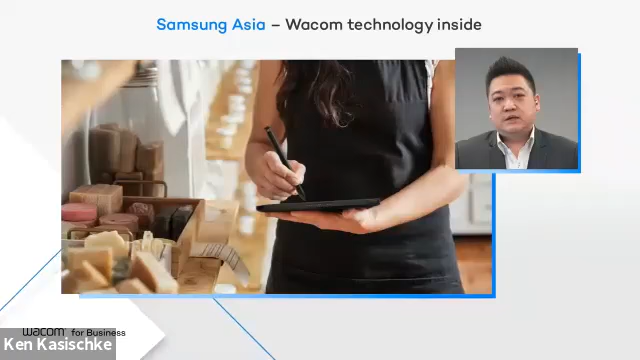 Samsung Asia – Wacom technology inside
wacom for Business
Ken Kasischke